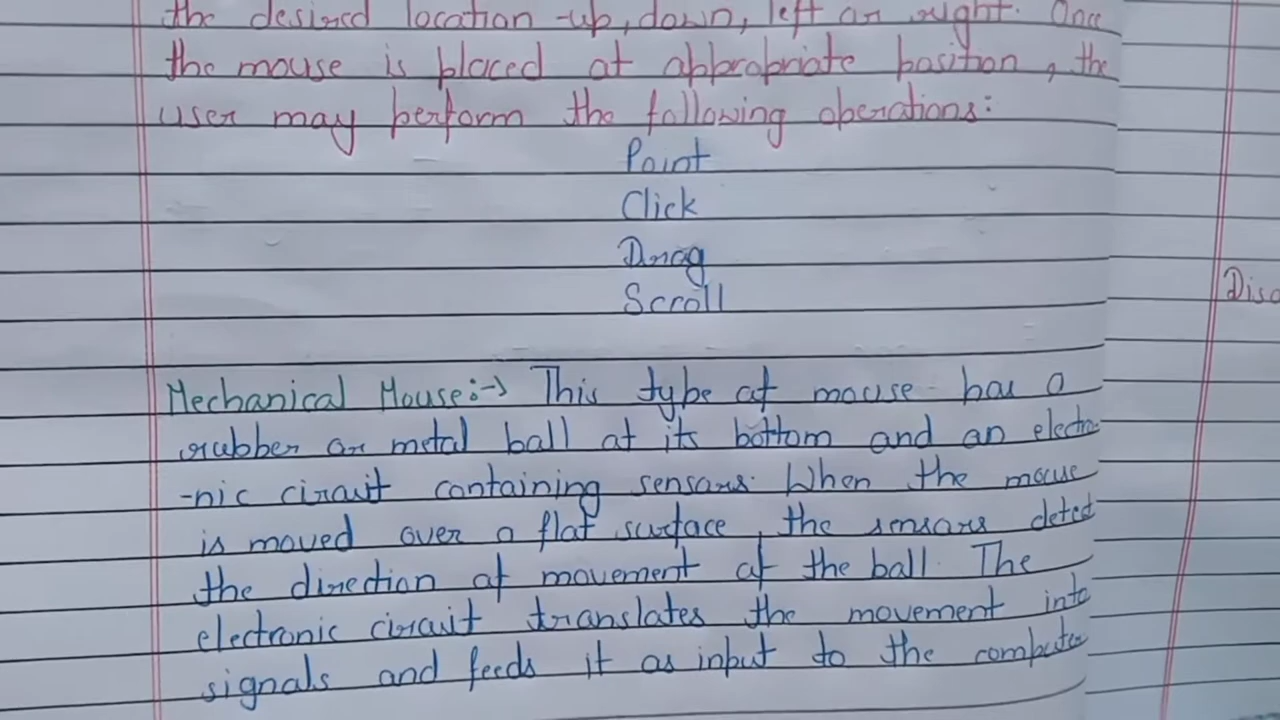 the desired location -up, down, left or right. Once
the mouse is placed at appropriate position, the
user may perform the following operations:
Point
Click
Drag
Scroll
Disc
Mechanical Mouse:→ This type of mouse has a
rubber or metal ball at its bottom and an electro
-nic circuit containing sensors. When the mouse
is moved over a flat surface, the sensors detect
the direction of movement of the ball. The
electronic circuit translates the movement into
signals and feeds it as input to the computer